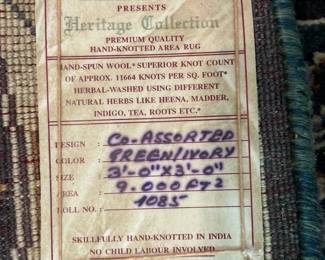 PRESENTS
Heritage Collection
PREMIUM QUALITY
HAND-KNOTTED AREA RUG
HAND-SPUN WOOL* SUPERIOR KNOT COUNT
OF APPROX. 11664 KNOTS PER SQ. FOOT*
HERBAL-WASHED USING DIFFERENT
NATURAL HERBS LIKE HEENA, MADDER,
INDIGO, TEA, ROOTS ETC.*
DESIGN : CO-ASSORTED
COLOR : GREEN/IVORY
SIZE : 3'-0"X3'-0"
AREA : 9.000 FT2
ROLL NO. : 1085
SKILLFULLY HAND-KNOTTED IN INDIA
NO CHILD LABOUR INVOLVED